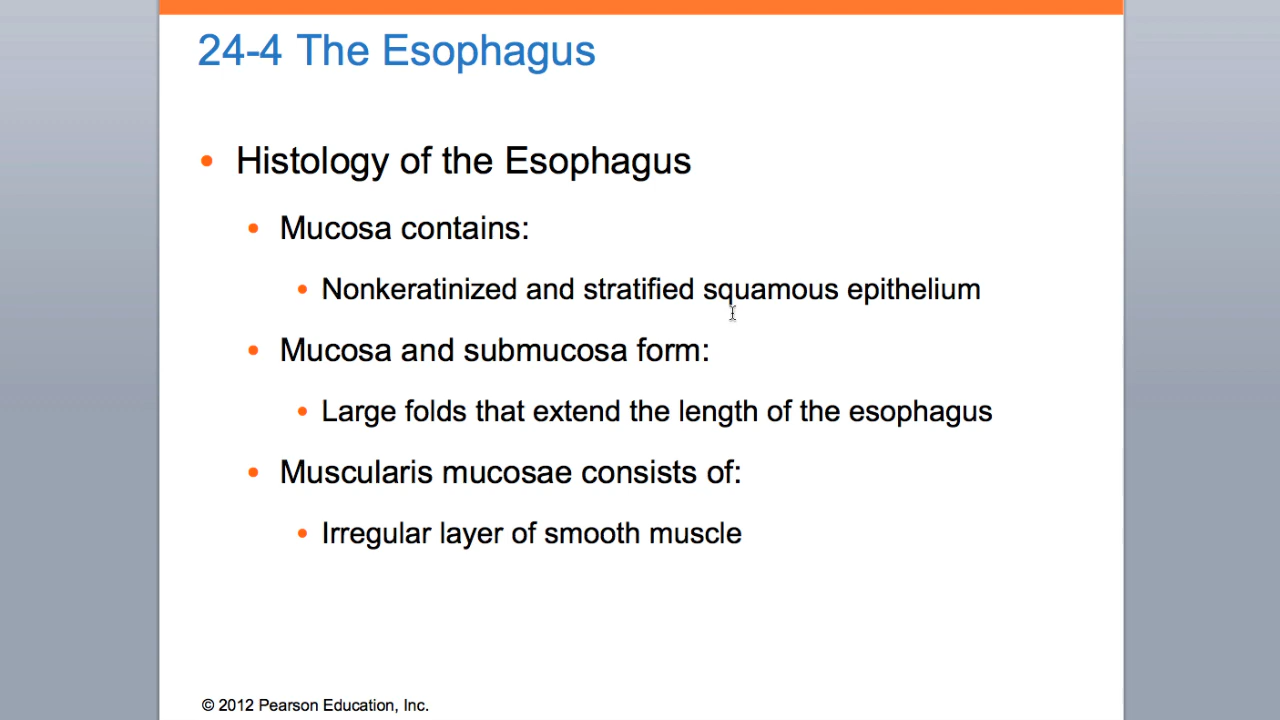 24-4 The Esophagus
• Histology of the Esophagus
• Mucosa contains:
• Nonkeratinized and stratified squamous epithelium
• Mucosa and submucosa form:
• Large folds that extend the length of the esophagus
• Muscularis mucosae consists of:
• Irregular layer of smooth muscle
© 2012 Pearson Education, Inc.